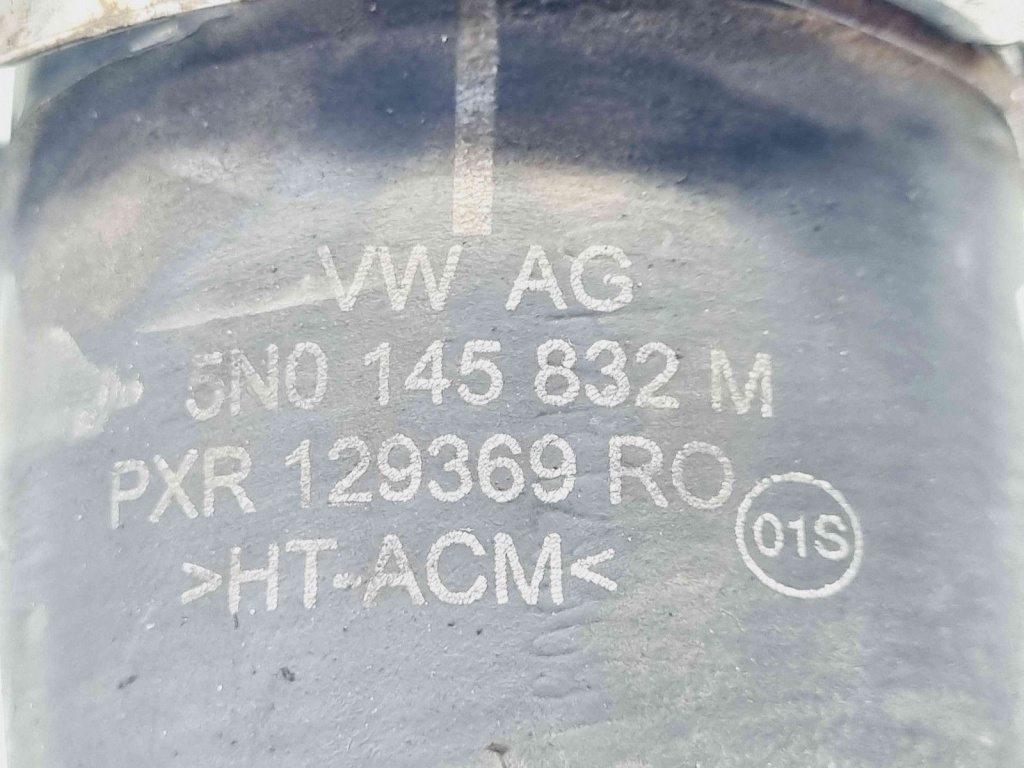 VW AG
5N0 145 832 M
PXR 129369 RO
01S
>HT-ACM<